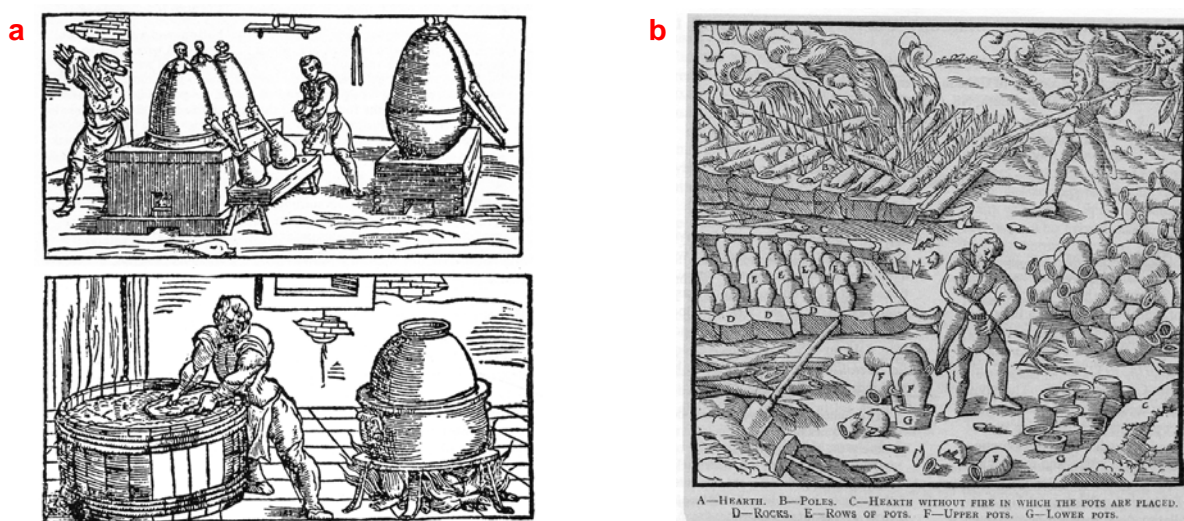 a
b
D D D
F F
G
C
F
A—HEARTH. B—POLES. C—HEARTH WITHOUT FIRE IN WHICH THE POTS ARE PLACED.
D—ROCKS. E—ROWS OF POTS. F—UPPER POTS. G—LOWER POTS.